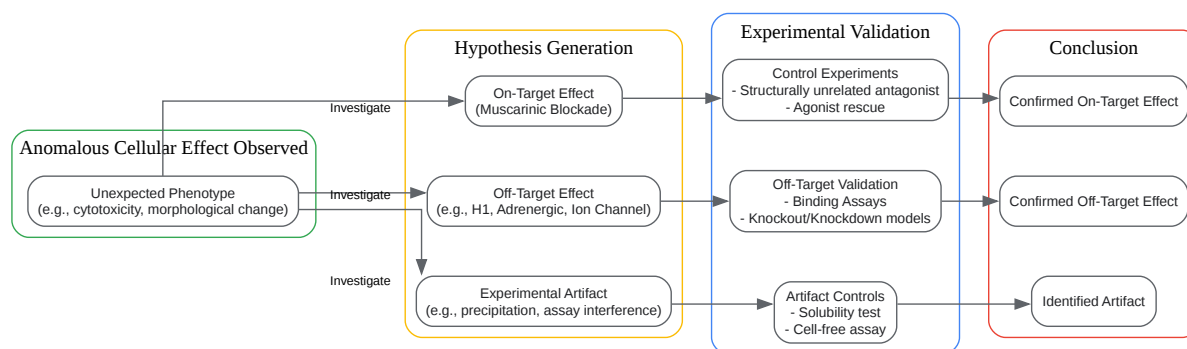 Anomalous Cellular Effect Observed
Unexpected Phenotype
(e.g., cytotoxicity, morphological change)
Investigate
Investigate
Investigate
Hypothesis Generation
On-Target Effect
(Muscarinic Blockade)
Off-Target Effect
(e.g., H1, Adrenergic, Ion Channel)
Experimental Artifact
(e.g., precipitation, assay interference)
Experimental Validation
Control Experiments
- Structurally unrelated antagonist
- Agonist rescue
Off-Target Validation
- Binding Assays
- Knockout/Knockdown models
Artifact Controls
- Solubility test
- Cell-free assay
Conclusion
Confirmed On-Target Effect
Confirmed Off-Target Effect
Identified Artifact